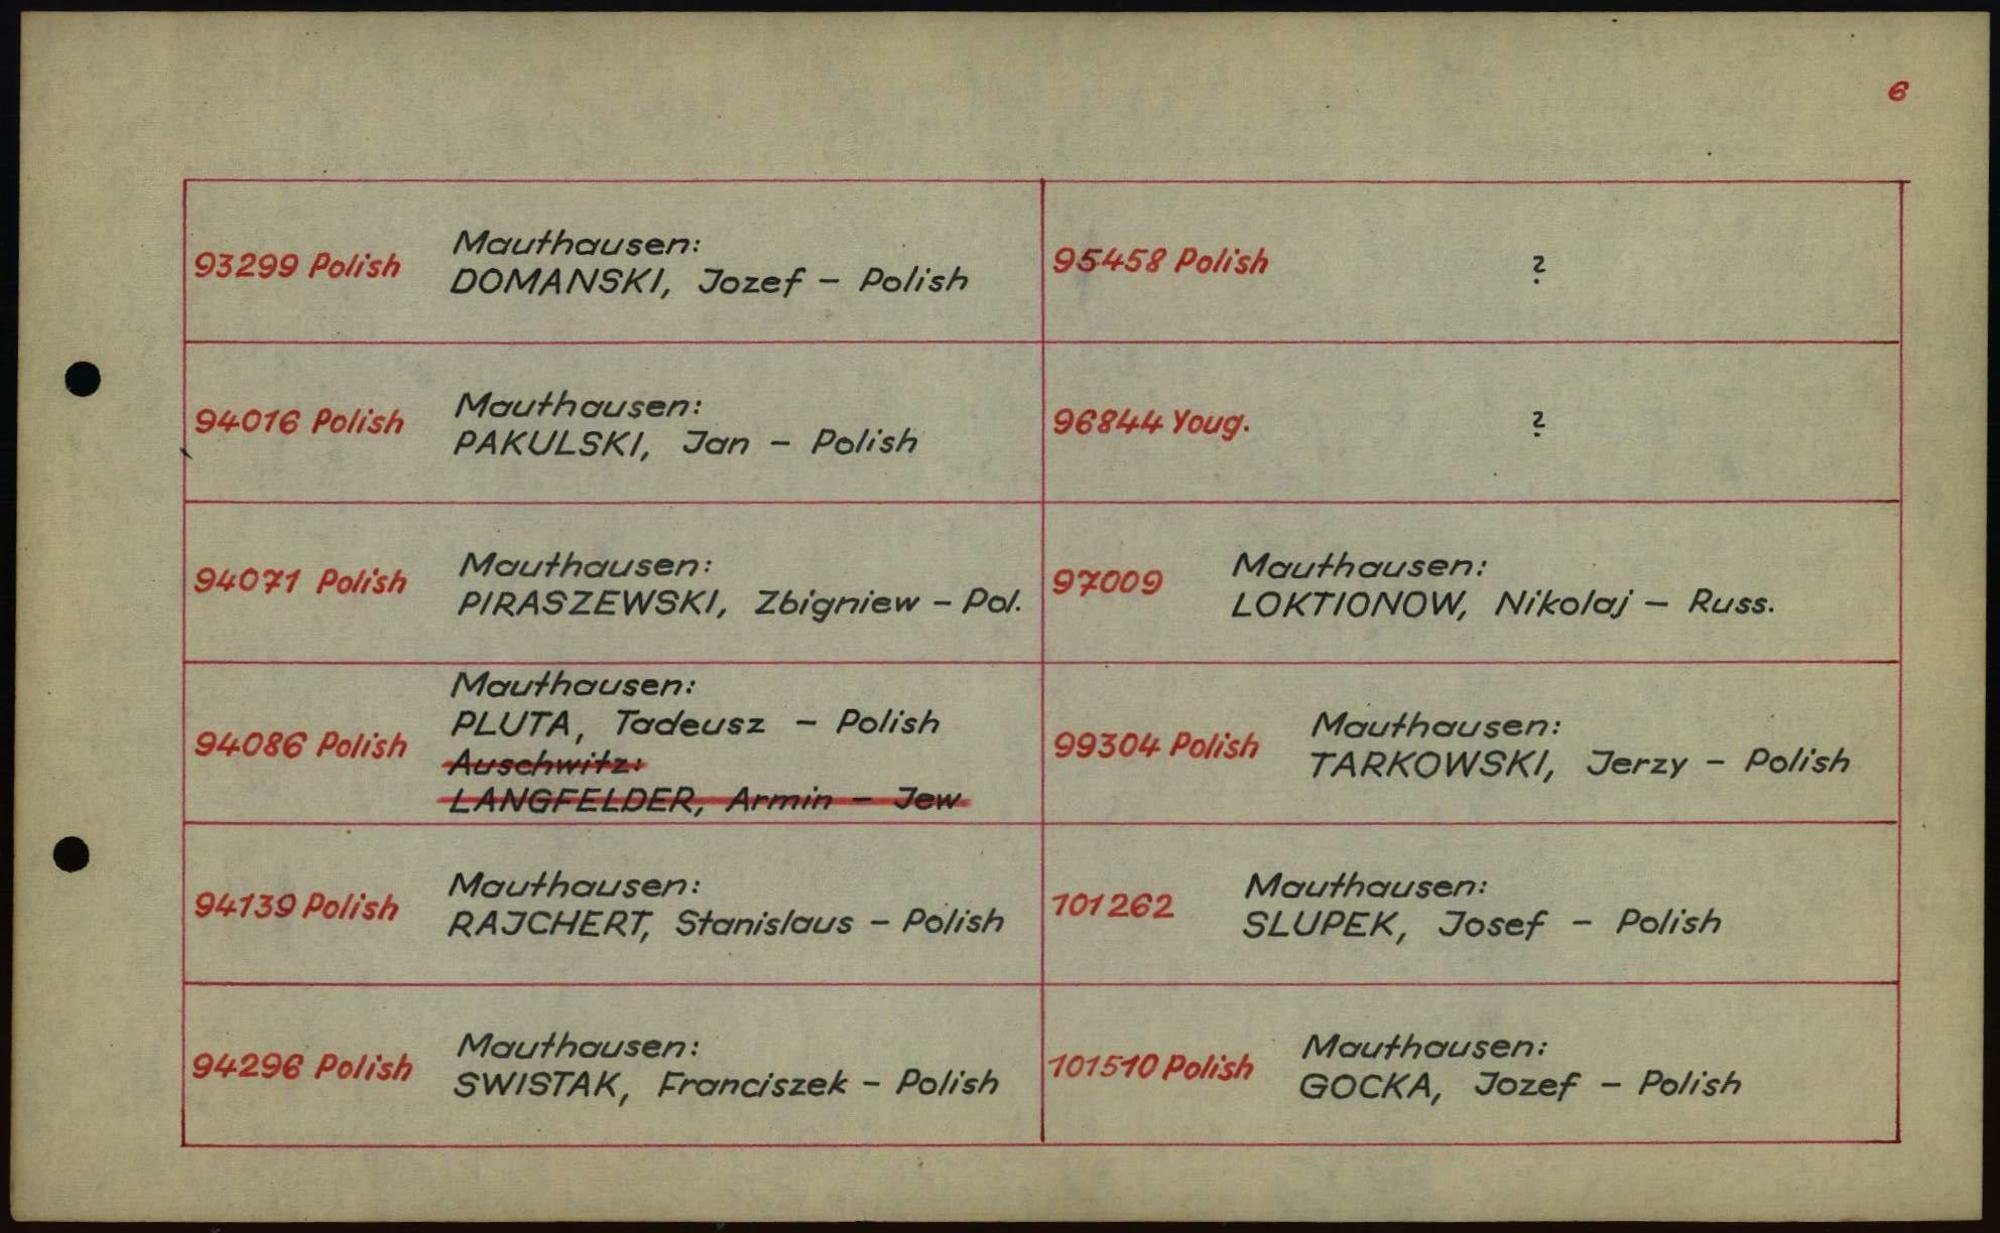 6
93299 Polish
Mauthausen:
DOMANSKI, Jozef – Polish
95458 Polish
?
94016 Polish
Mauthausen:
PAKULSKI, Jan – Polish
96844 Youg.
?
94071 Polish
Mauthausen:
PIRASZEWSKI, Zbigniew – Pol.
97009
Mauthausen:
LOKTIONOW, Nikolaj – Russ.
94086 Polish
Mauthausen:
PLUTA, Tadeusz – Polish
Auschwitz:
LANGFELDER, Armin – Jew
99304 Polish
Mauthausen:
TARKOWSKI, Jerzy – Polish
94139 Polish
Mauthausen:
RAJCHERT, Stanislaus – Polish
101262
Mauthausen:
SLUPEK, Josef – Polish
94296 Polish
Mauthausen:
SWISTAK, Franciszek – Polish
101510 Polish
Mauthausen:
GOCKA, Jozef – Polish